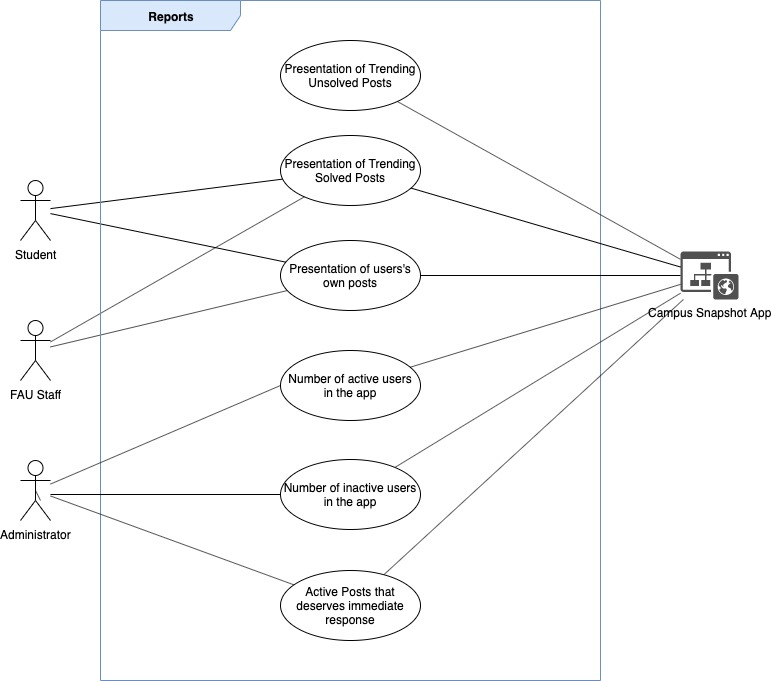 Reports
Presentation of Trending
Unsolved Posts
Presentation of Trending
Solved Posts
Student
Presentation of users's
own posts
Campus Snapshot App
FAU Staff
Number of active users
in the app
Number of inactive users
in the app
Administrator
Active Posts that
deserves immediate
response